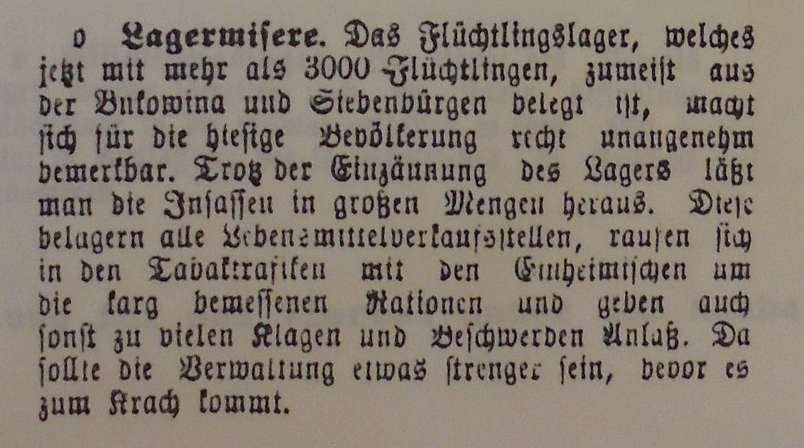 o Lagermisere. Das Flüchtlingslager, welches
jetzt mit mehr als 3000 Flüchtlingen, zumeist aus
der Bukowina und Siebenbürgen belegt ist, macht
sich für die hiesige Bevölkerung recht unangenehm
bemerkbar. Trotz der Einzäunung des Lagers läßt
man die Insassen in großen Mengen heraus. Diese
belagern alle Lebensmittelverkaufsstellen, raufen sich
in den Tabaktrafiken mit den Einheimischen um
die karg bemessenen Rationen und geben auch
sonst zu vielen Klagen und Beschwerden Anlaß. Da
sollte die Verwaltung etwas strenger sein, bevor es
zum Krach kommt.